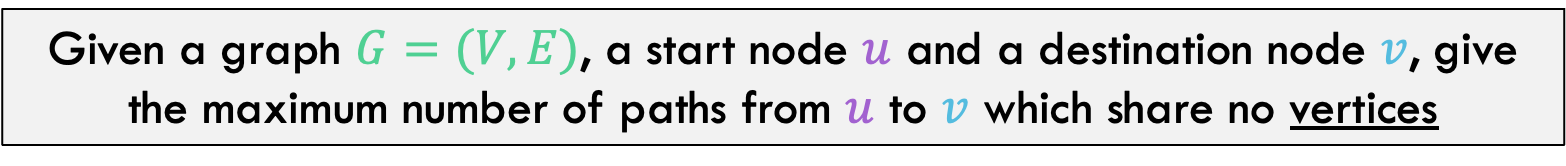 Given a graph G = (V, E), a start node u and a destination node v, give
the maximum number of paths from u to v which share no vertices